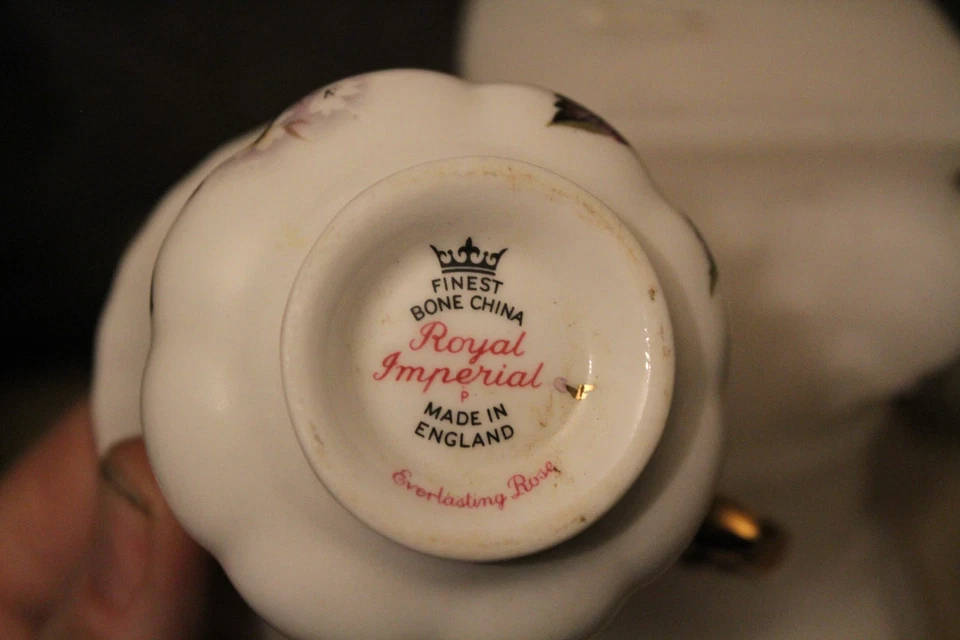 FINEST
BONE CHINA
Royal
Imperial
P
MADE IN
ENGLAND
Everlasting Rose